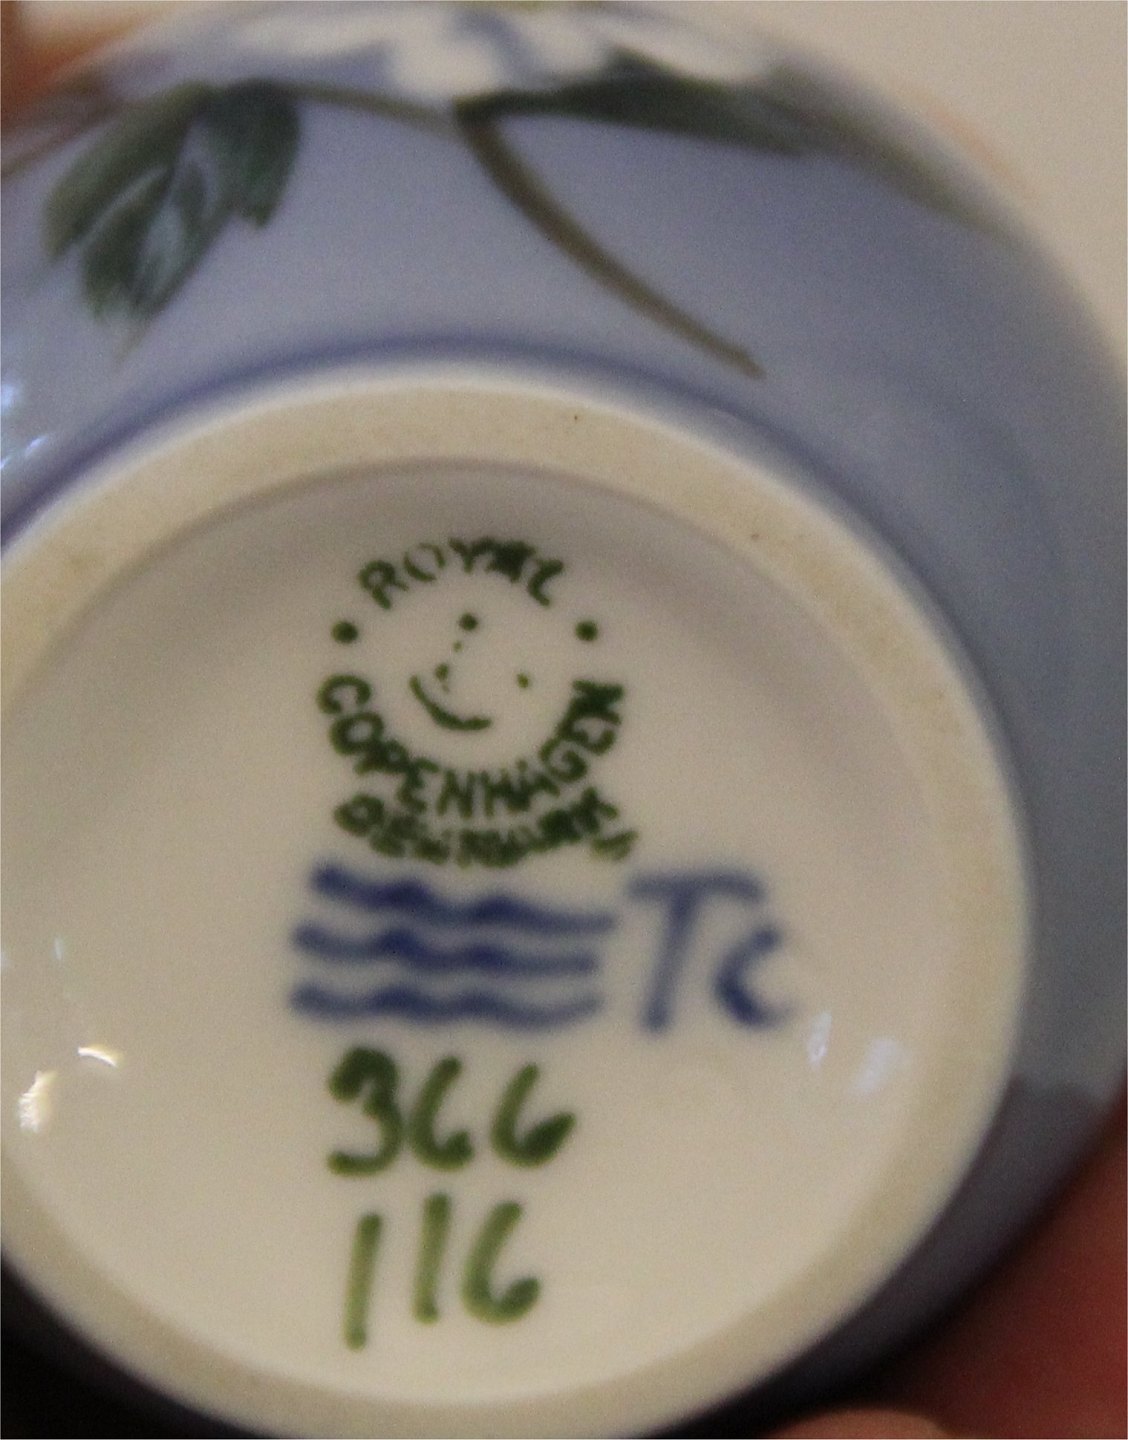 ROYAL
COPENHAGEN
DENMARK
TC
366
116